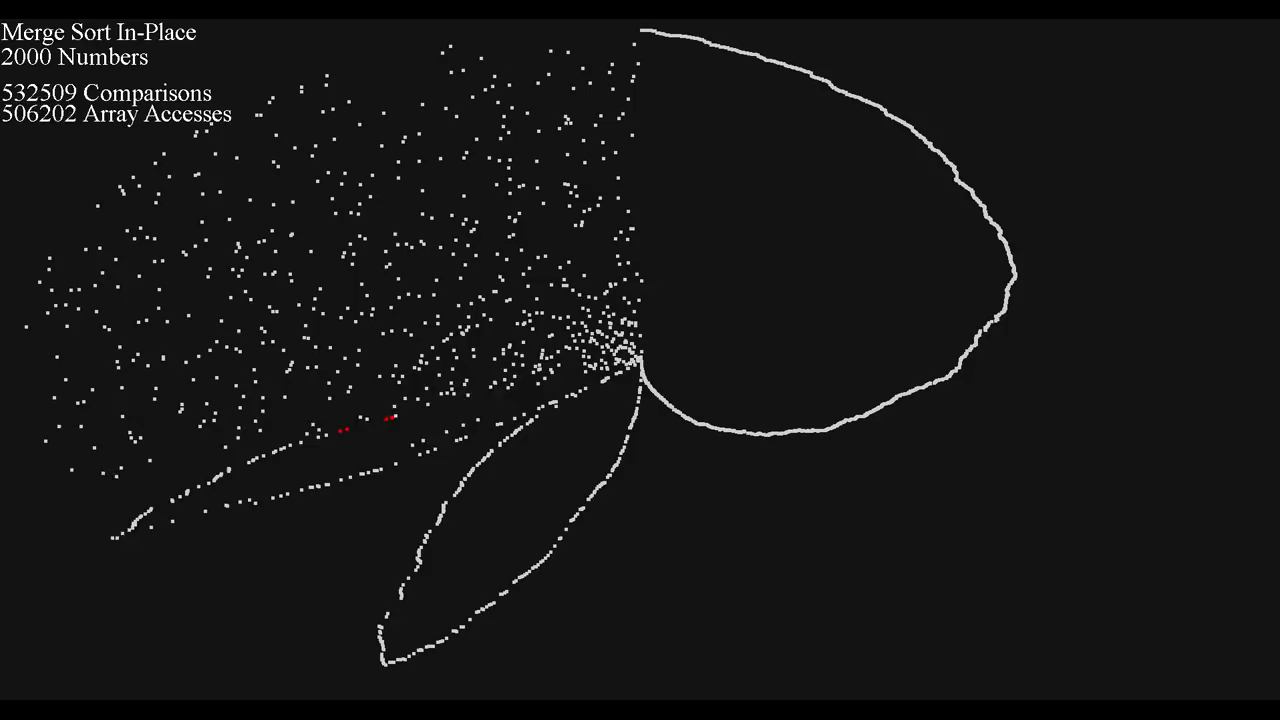 Merge Sort In-Place
2000 Numbers
532509 Comparisons
506202 Array Accesses